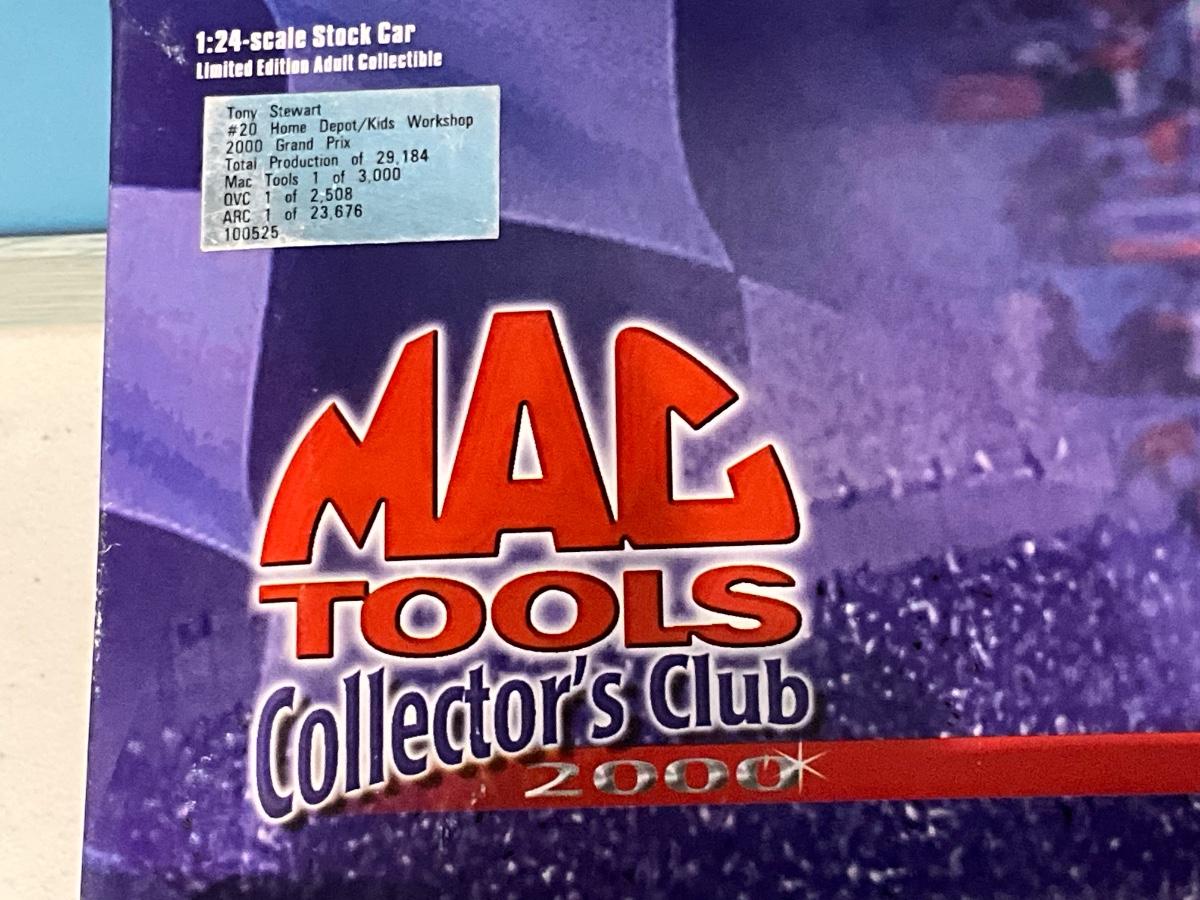 1:24-scale Stock Car
Limited Edition Adult Collectible
Tony Stewart
#20 Home Depot/Kids Workshop
2000 Grand Prix
Total Production of 29,184
Mac Tools 1 of 3,000
QVC 1 of 2,508
ARC 1 of 23,676
100525
MAC
TOOLS
Collector's Club
2000